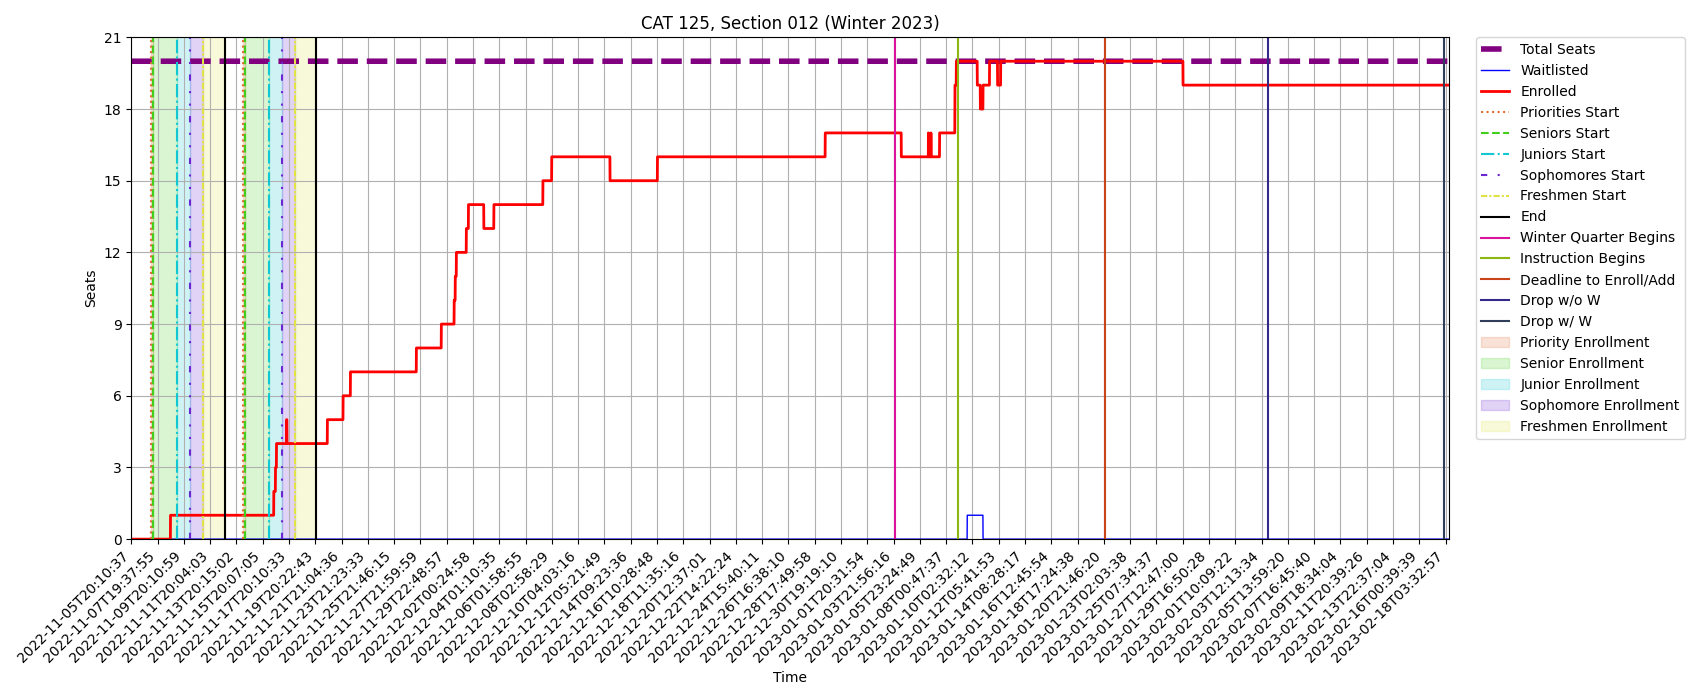 CAT 125, Section 012 (Winter 2023)
21
18
15
12
9
6
3
0
Seats
2022-11-05T20:10:37
2022-11-07T19:37:55
2022-11-09T20:10:59
2022-11-11T20:04:03
2022-11-13T20:15:02
2022-11-15T20:07:05
2022-11-17T20:10:33
2022-11-19T20:22:43
2022-11-21T21:04:36
2022-11-23T21:23:33
2022-11-25T21:46:15
2022-11-27T21:59:59
2022-11-29T22:48:57
2022-12-02T00:24:58
2022-12-04T01:10:35
2022-12-06T01:58:55
2022-12-08T02:58:29
2022-12-10T04:03:16
2022-12-12T05:21:49
2022-12-14T09:23:36
2022-12-16T10:28:48
2022-12-18T11:35:16
2022-12-20T12:37:01
2022-12-22T14:22:24
2022-12-24T15:40:11
2022-12-26T16:38:10
2022-12-28T17:49:58
2022-12-30T19:19:10
2023-01-01T20:31:54
2023-01-03T21:56:16
2023-01-05T23:24:49
2023-01-08T00:47:37
2023-01-10T02:32:12
2023-01-12T05:41:53
2023-01-14T08:28:17
2023-01-16T12:45:54
2023-01-18T17:24:38
2023-01-20T21:46:20
2023-01-23T02:03:38
2023-01-25T07:34:37
2023-01-27T12:47:00
2023-01-29T16:50:28
2023-02-01T10:09:22
2023-02-03T12:13:34
2023-02-05T13:59:20
2023-02-07T16:45:40
2023-02-09T18:34:04
2023-02-11T20:39:26
2023-02-13T22:37:04
2023-02-16T00:39:39
2023-02-18T03:32:57
Time
Total Seats
Waitlisted
Enrolled
Priorities Start
Seniors Start
Juniors Start
Sophomores Start
Freshmen Start
End
Winter Quarter Begins
Instruction Begins
Deadline to Enroll/Add
Drop w/o W
Drop w/ W
Priority Enrollment
Senior Enrollment
Junior Enrollment
Sophomore Enrollment
Freshmen Enrollment